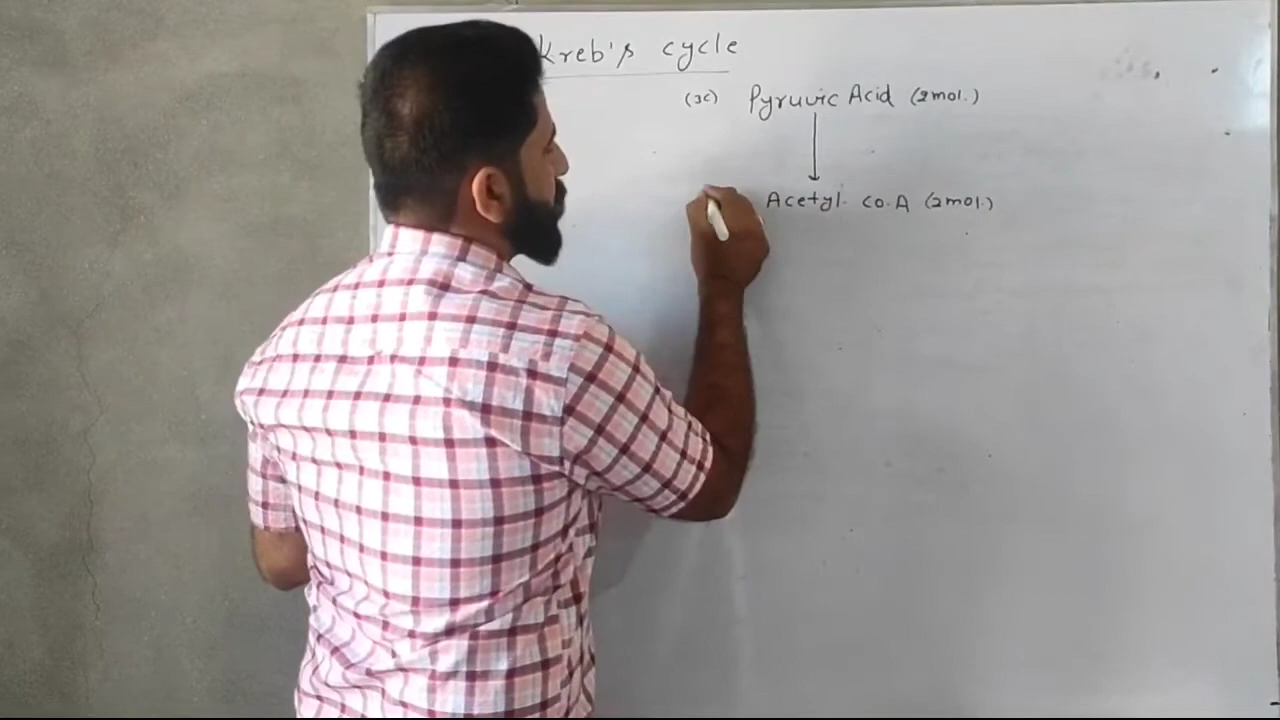 Kreb's cycle
(3C) Pyruvic Acid (2mol.)
Acetyl. co.A (2mol.)